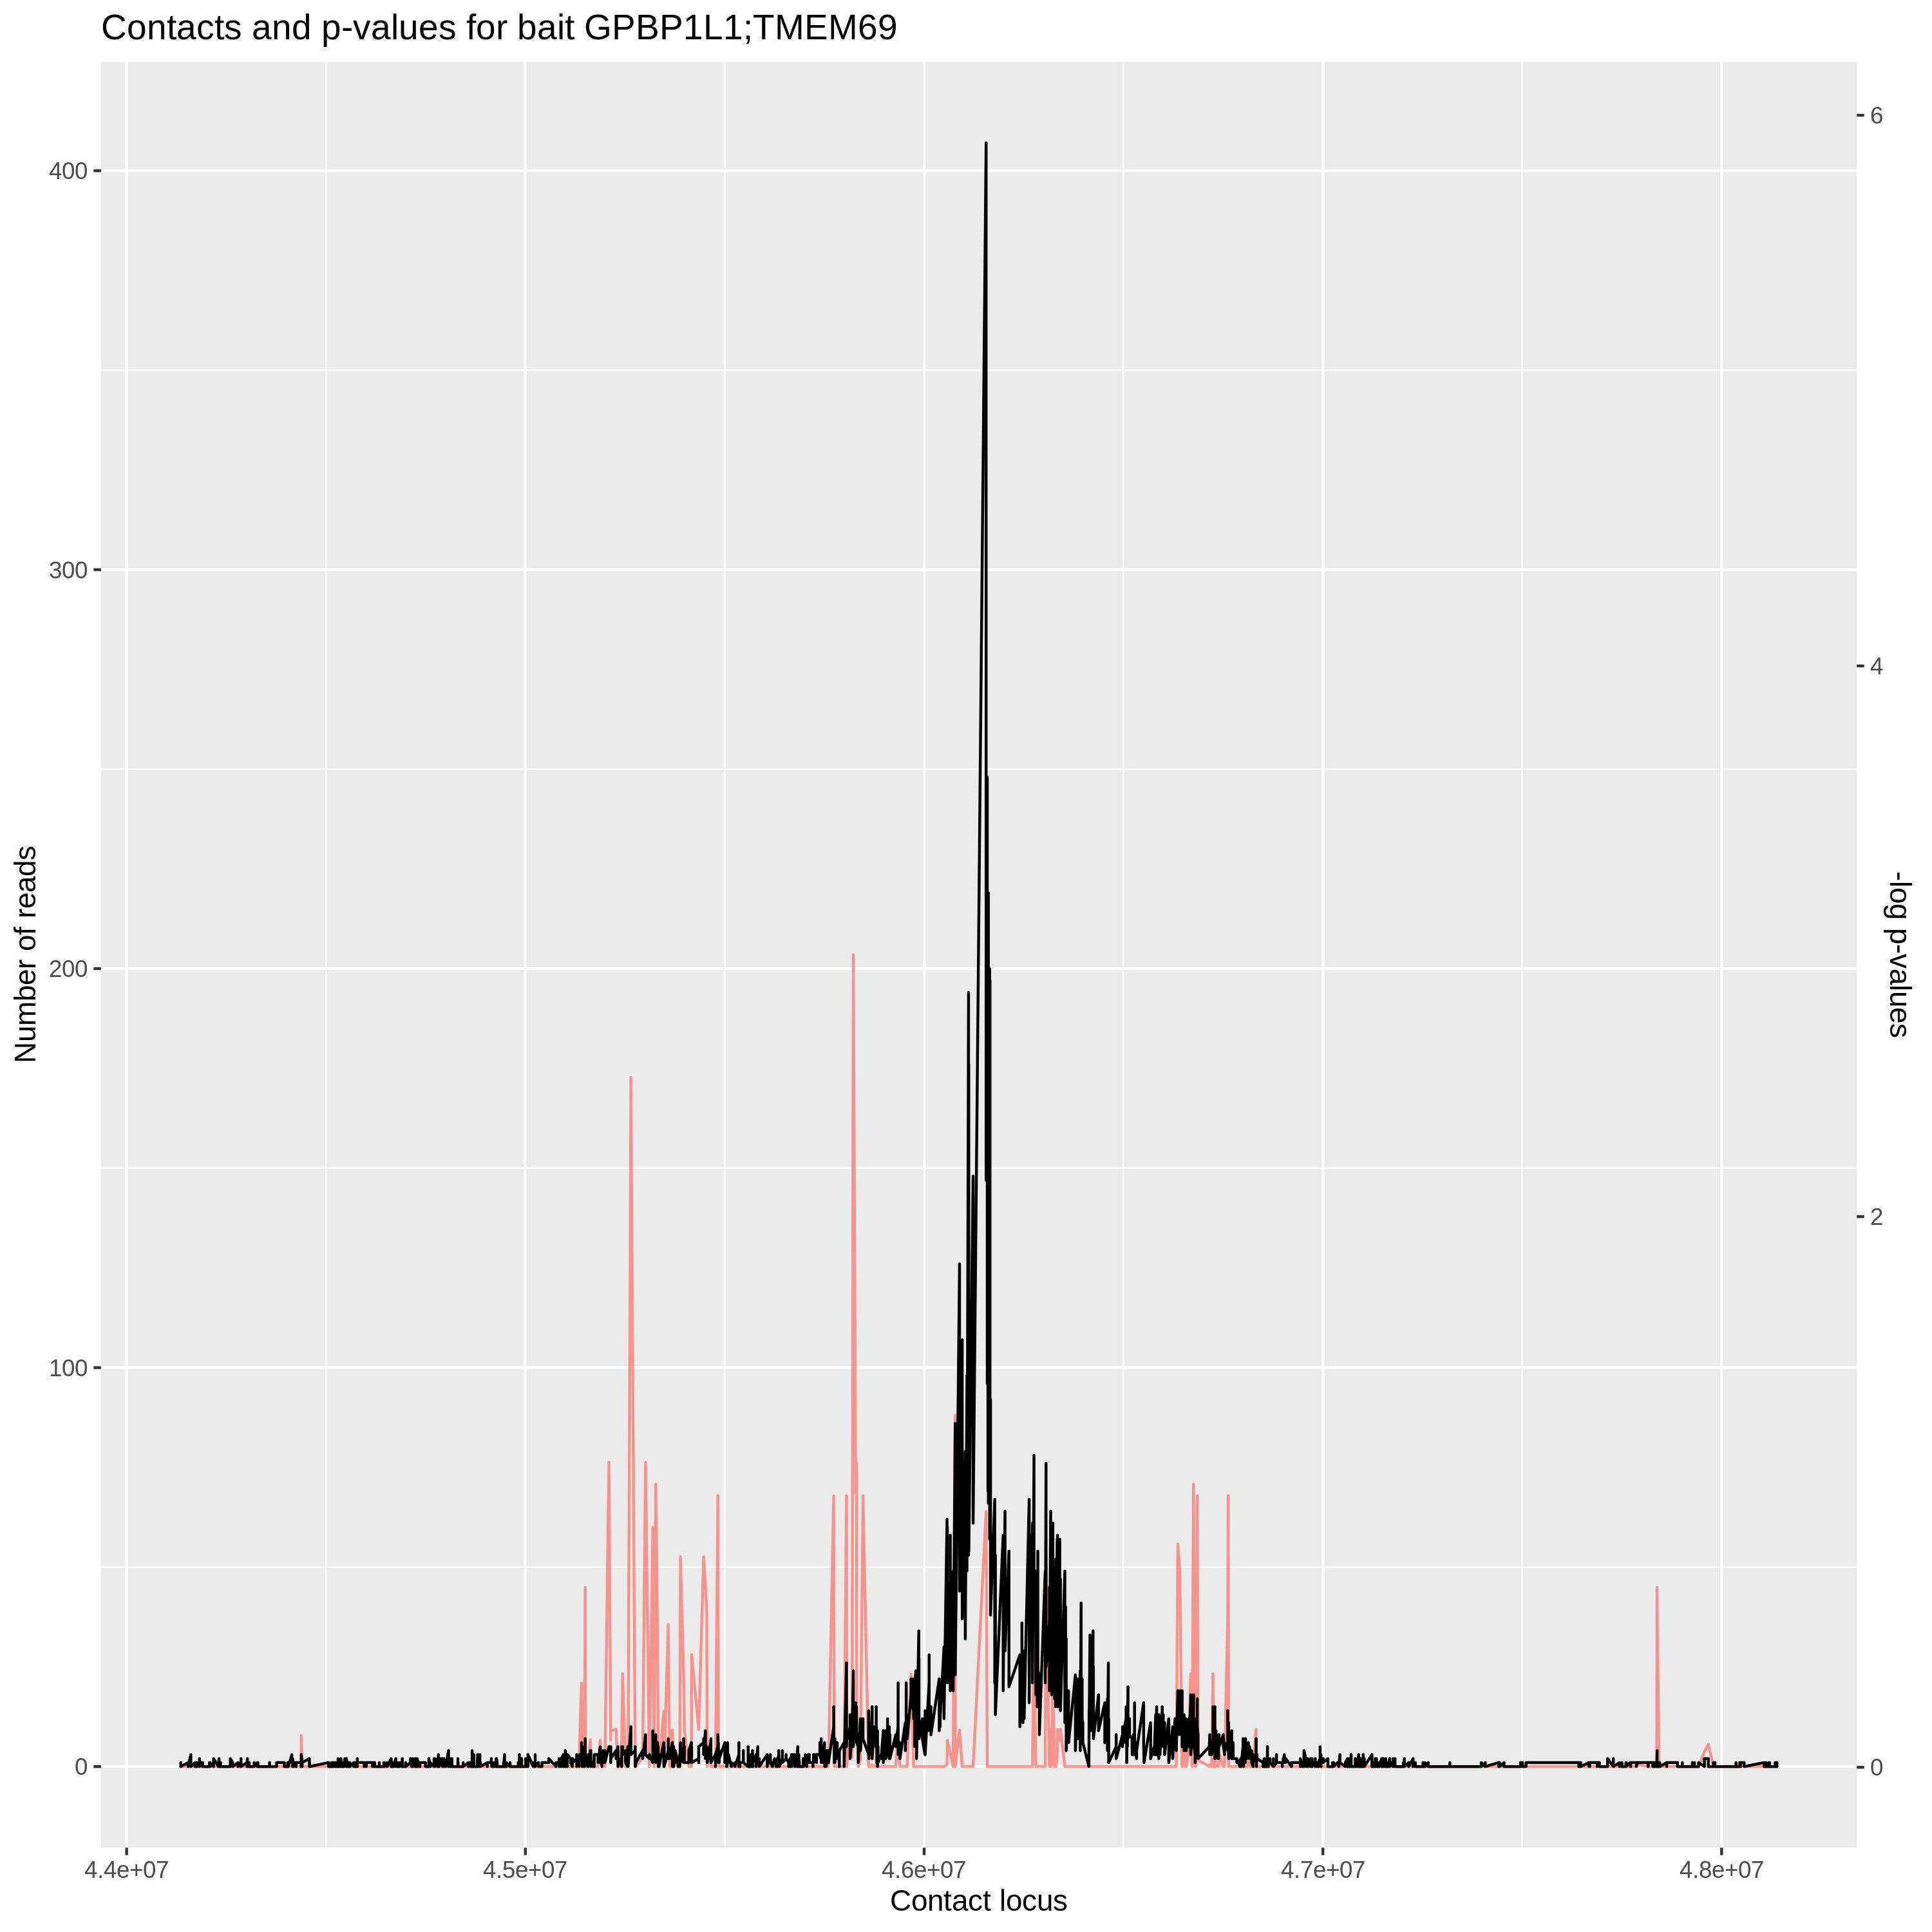 Contacts and p-values for bait GPBP1L1;TMEM69
400
300
200
100
0
Number of reads
6
4
2
0
-log p-values
4.4e+07
4.5e+07
4.6e+07
4.7e+07
4.8e+07
Contact locus